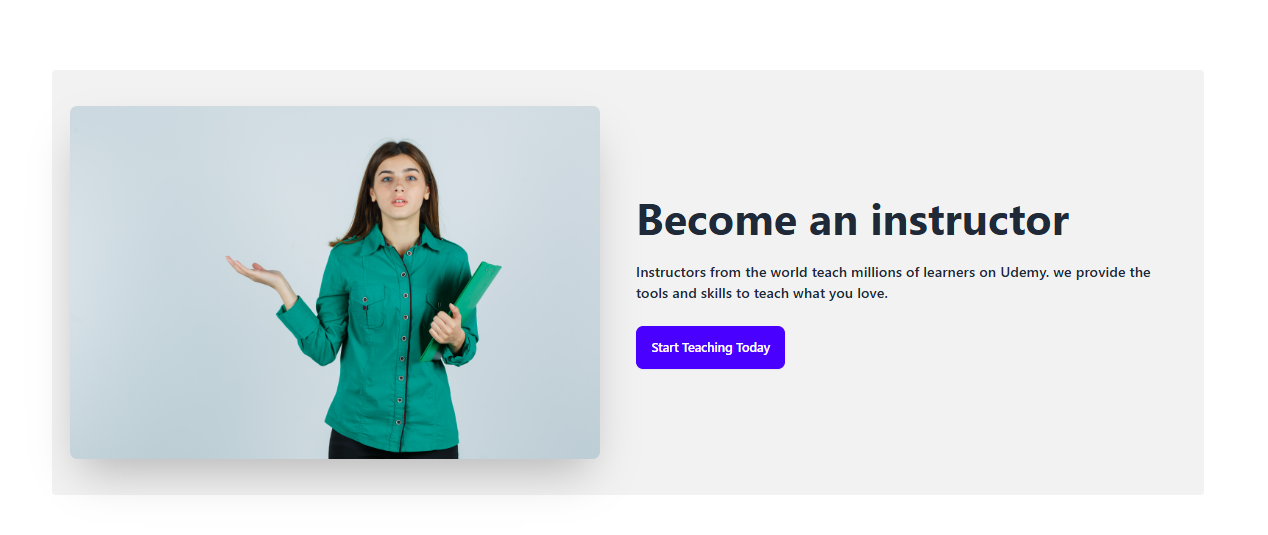 Become an instructor
Instructors from the world teach millions of learners on Udemy. we provide the
tools and skills to teach what you love.
Start Teaching Today